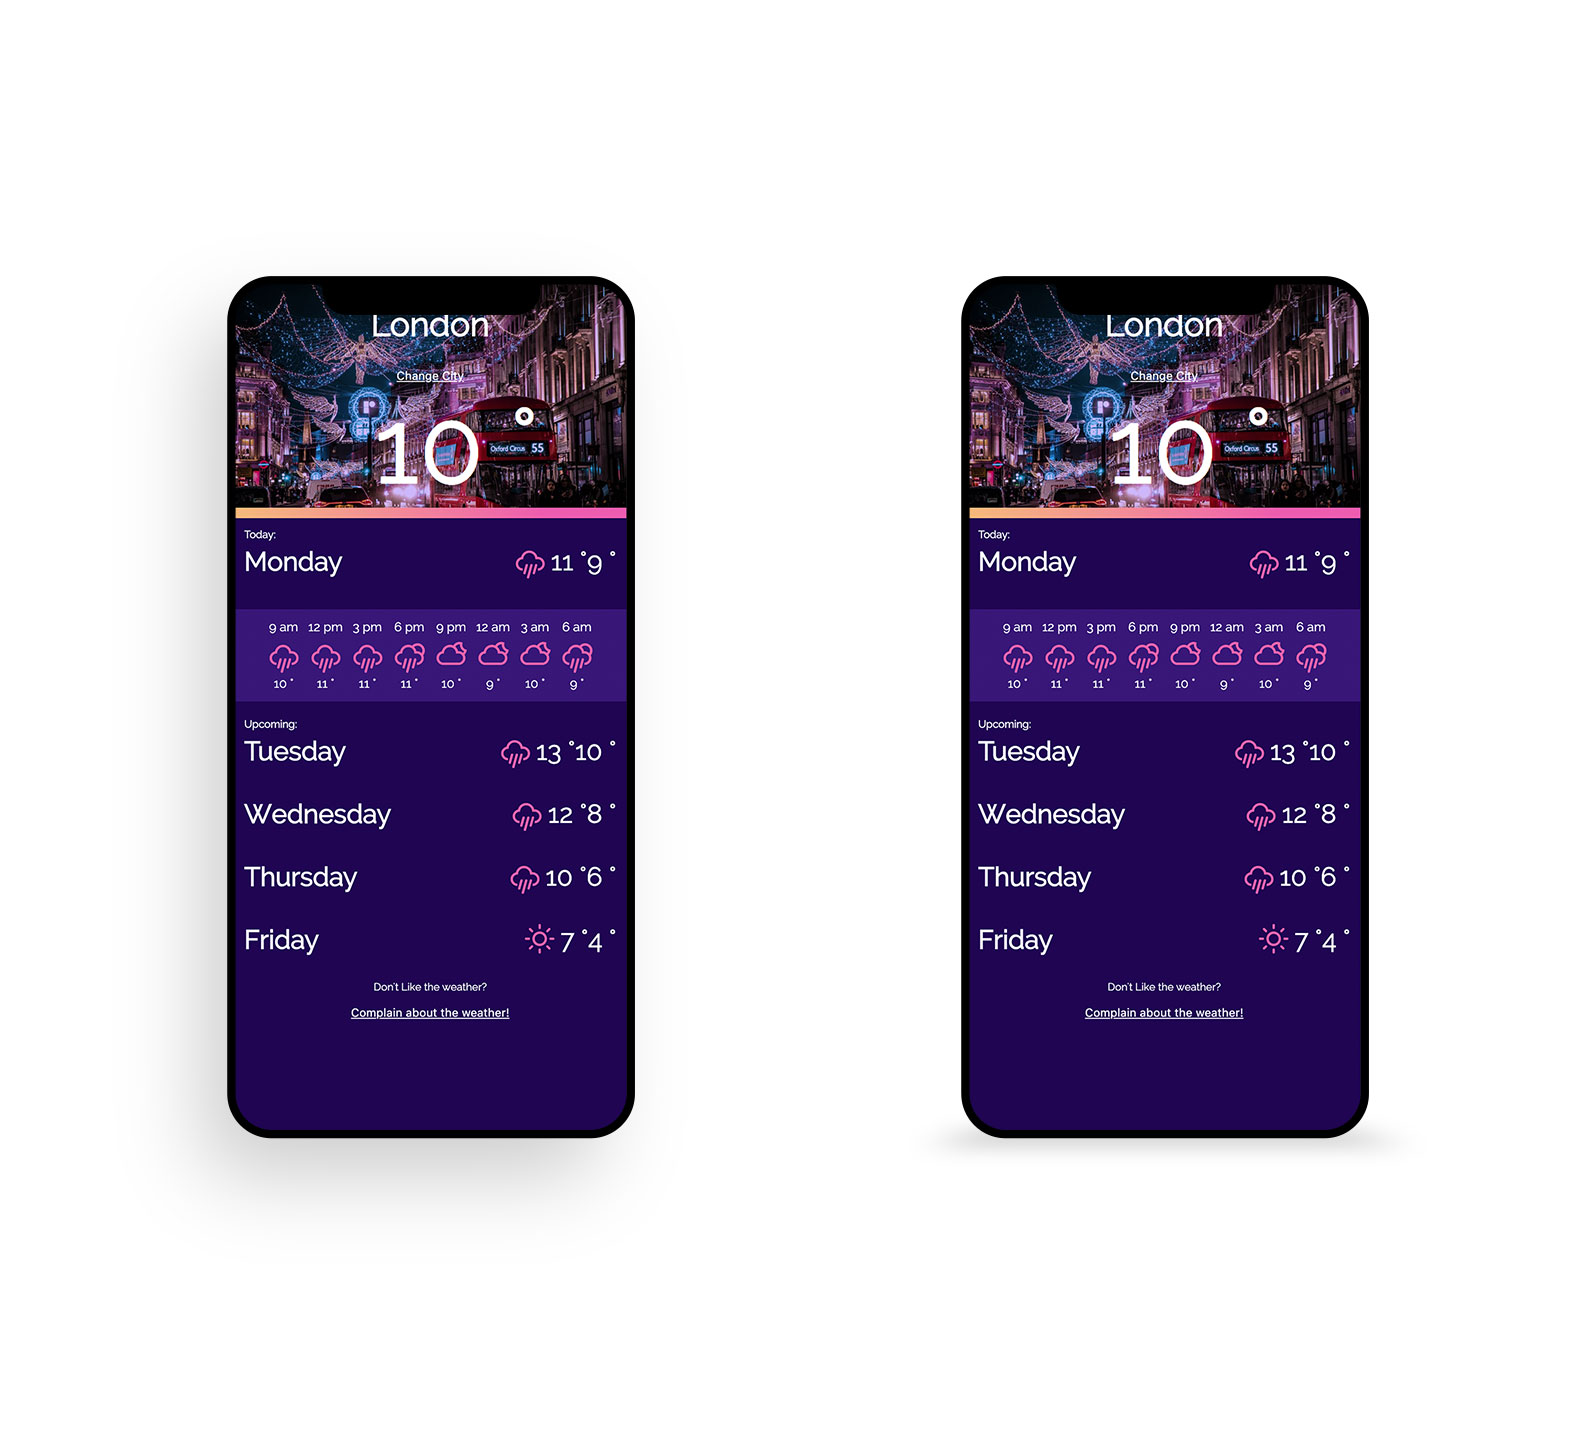 London
Change City
10°
Oxford Circus 55
Today:
Monday 11 °9 °
9 am 12 pm 3 pm 6 pm 9 pm 12 am 3 am 6 am
10 ° 11 ° 11 ° 11 ° 10 ° 9 ° 10 ° 9 °
Upcoming:
Tuesday 13 °10 °
Wednesday 12 °8 °
Thursday 10 °6 °
Friday 7 °4 °
Don't Like the weather?
Complain about the weather!
London
Change City
10°
Oxford Circus 55
Today:
Monday 11 °9 °
9 am 12 pm 3 pm 6 pm 9 pm 12 am 3 am 6 am
10 ° 11 ° 11 ° 11 ° 10 ° 9 ° 10 ° 9 °
Upcoming:
Tuesday 13 °10 °
Wednesday 12 °8 °
Thursday 10 °6 °
Friday 7 °4 °
Don't Like the weather?
Complain about the weather!